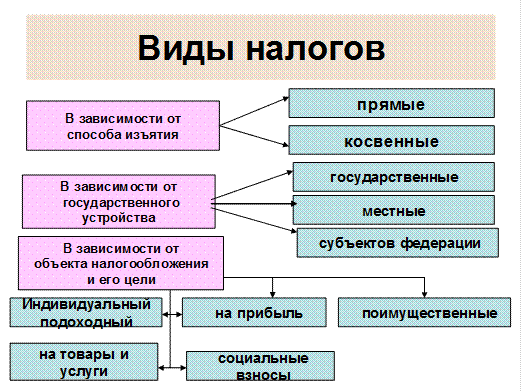 Виды налогов
В зависимости от
способа изъятия
прямые
косвенные
В зависимости от
государственного
устройства
государственные
местные
субъектов федерации
В зависимости от
объекта налогообложения
и его цели
Индивидуальный
подоходный
на прибыль
поимущественные
на товары и
услуги
социальные
взносы